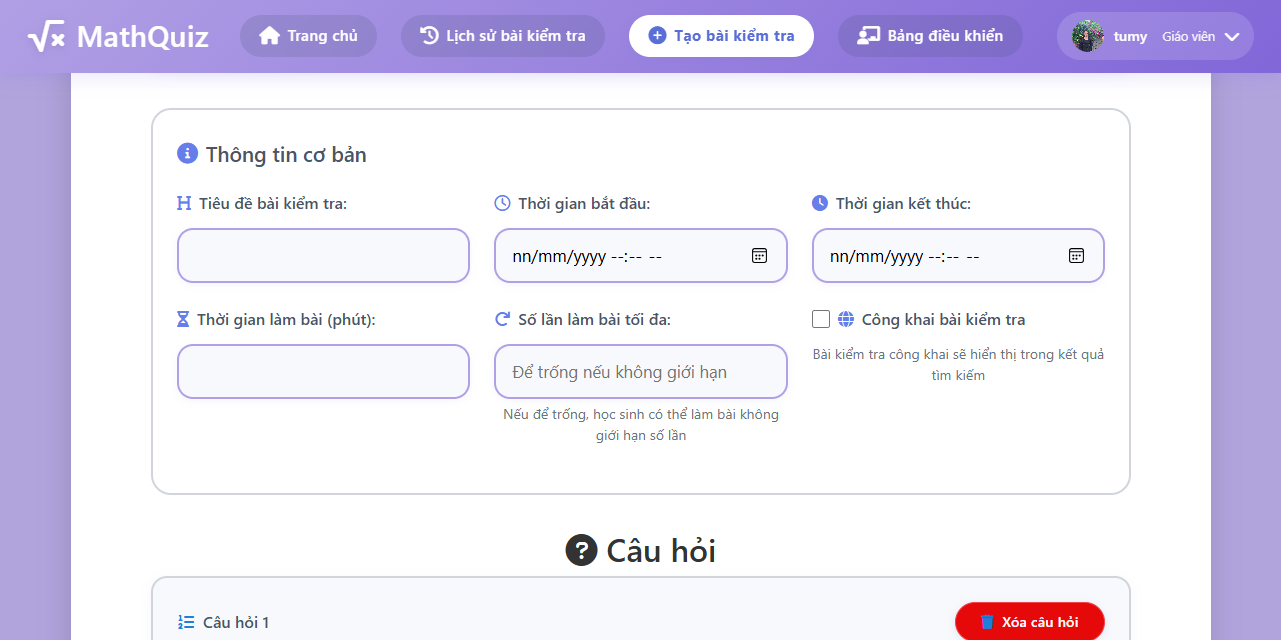 MathQuiz
Trang chủ
Lịch sử bài kiểm tra
Tạo bài kiểm tra
Bảng điều khiển
tumy Giáo viên
Thông tin cơ bản
Tiêu đề bài kiểm tra:
Thời gian bắt đầu:
nn/mm/yyyy --:-- --
Thời gian kết thúc:
nn/mm/yyyy --:-- --
Thời gian làm bài (phút):
Số lần làm bài tối đa:
Để trống nếu không giới hạn
Nếu để trống, học sinh có thể làm bài không
giới hạn số lần
Công khai bài kiểm tra
Bài kiểm tra công khai sẽ hiển thị trong kết quả
tìm kiếm
Câu hỏi
Câu hỏi 1
Xóa câu hỏi